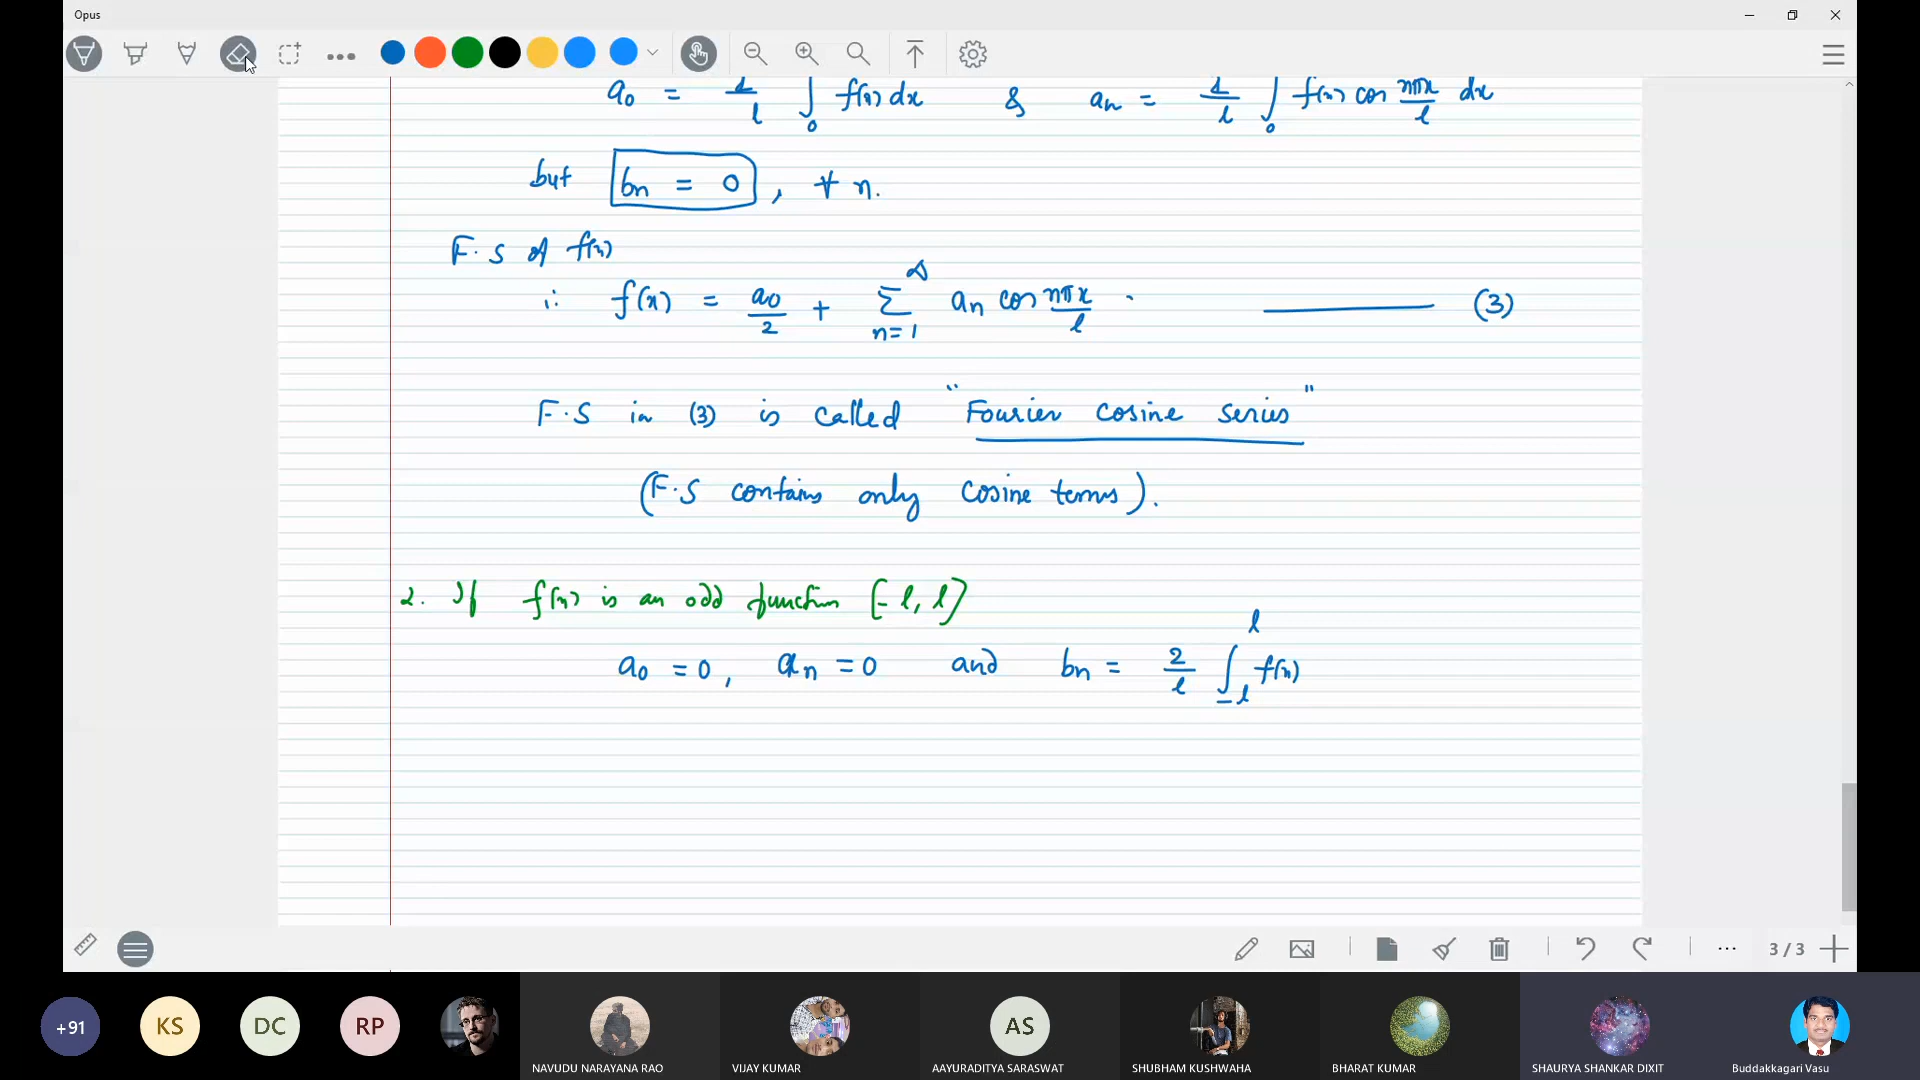 Opus
a₀ = 2/l ∫₀ f(x) dx & aₙ = 2/l ∫₀ f(x) cos nπx/l dx
but bₙ = 0 , ∀ n.
F.S of f(x)
∴ f(x) = a₀/2 + Σ_{n=1}^{∞} aₙ cos nπx/l . ——— (3)
F.S in (3) is called "Fourier cosine series"
(F.S contains only cosine terms).
2. If f(x) is an odd function [-l, l]
a₀ = 0, aₙ = 0 and bₙ = 2/l ∫_{-l}^{l} f(x)
3 / 3
+91 KS DC RP AS
NAVUDU NARAYANA RAO VIJAY KUMAR AAYURADITYA SARASWAT SHUBHAM KUSHWAHA BHARAT KUMAR SHAURYA SHANKAR DIXIT Buddakkagari Vasu